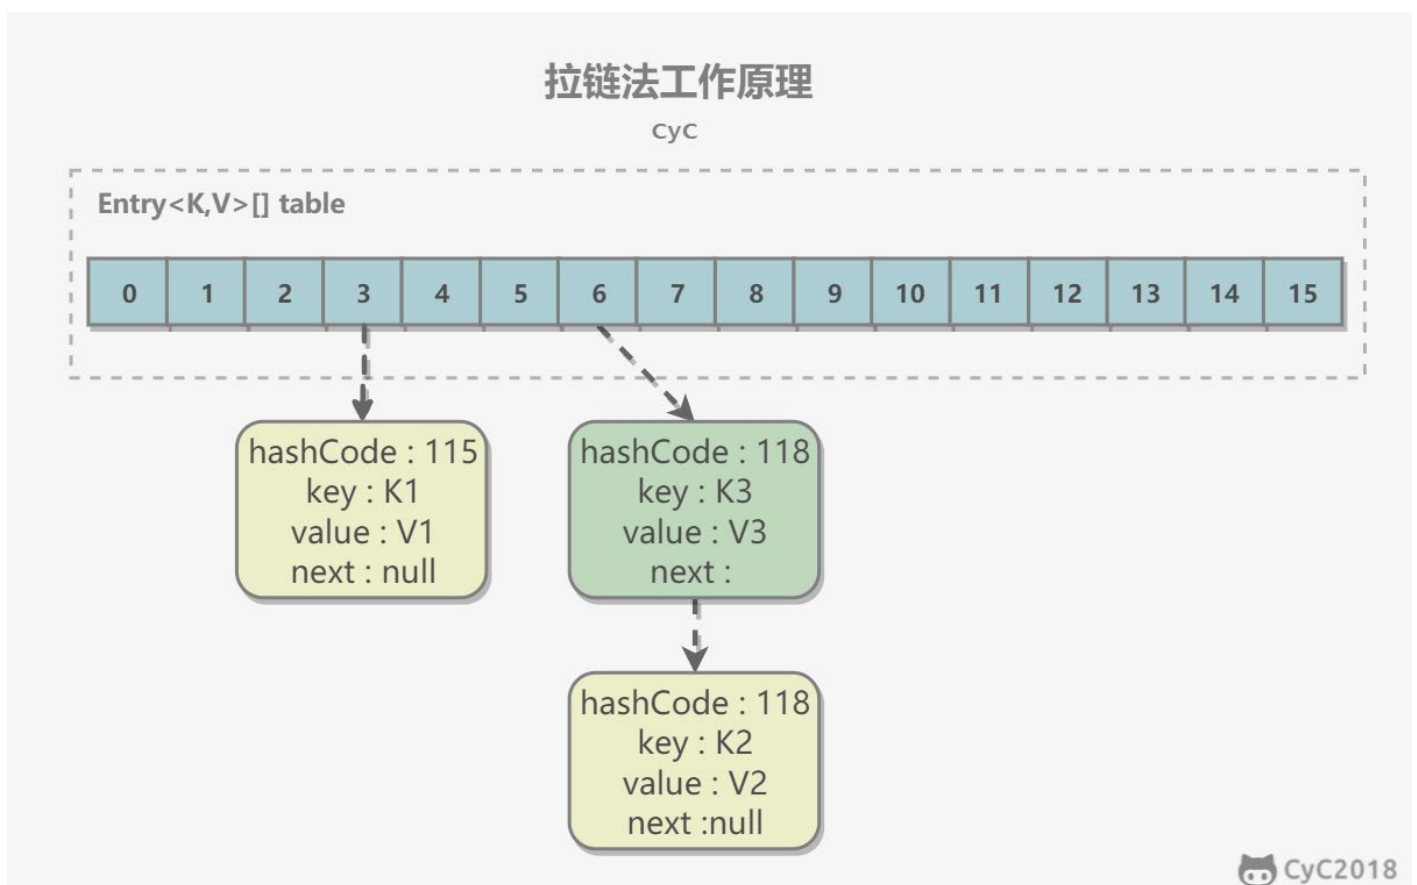 拉链法工作原理
CyC
Entry<K,V>[] table
0 1 2 3 4 5 6 7 8 9 10 11 12 13 14 15
hashCode : 115
key : K1
value : V1
next : null
hashCode : 118
key : K3
value : V3
next :
hashCode : 118
key : K2
value : V2
next :null
CyC2018